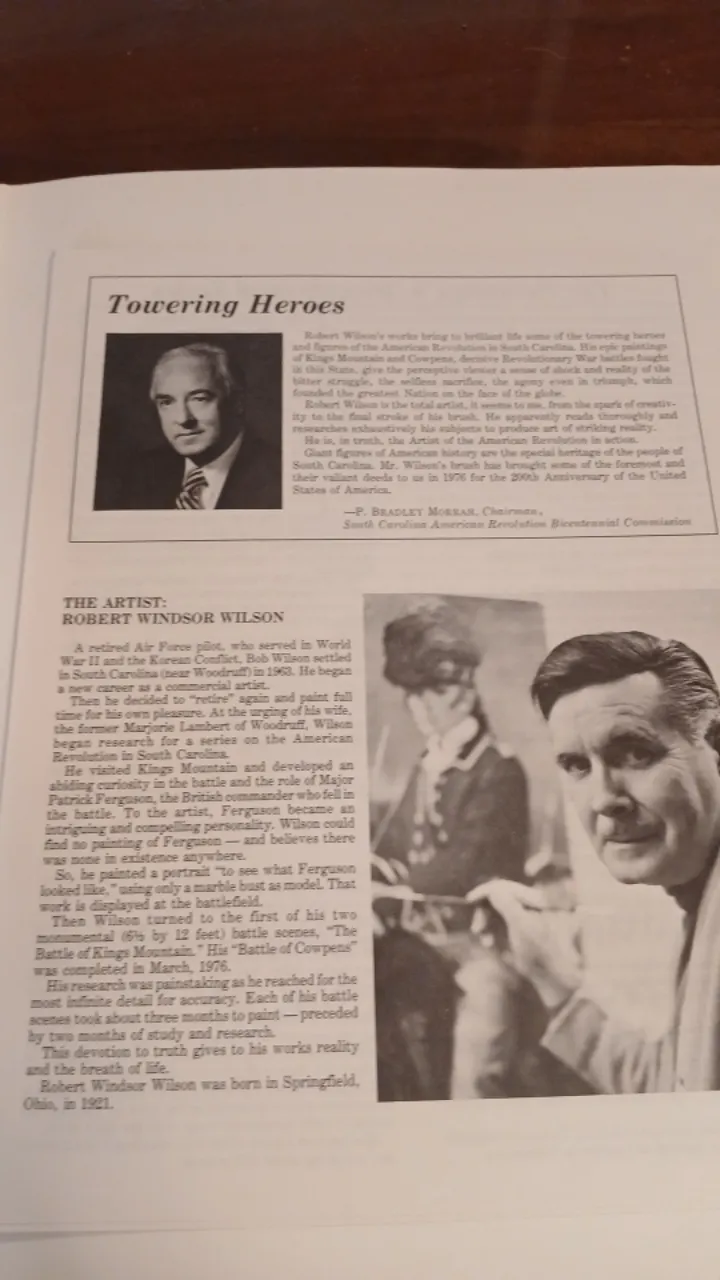 Towering Heroes
Robert Wilson's works bring to brilliant life some of the towering heroes
and figures of the American Revolution in South Carolina. His epic paintings
of Kings Mountain and Cowpens, decisive Revolutionary War battles fought
in this State, give the perceptive viewer a sense of shock and reality of the
bitter struggle, the selfless sacrifice, the agony even in triumph, which
founded the greatest Nation on the face of the globe.
Robert Wilson is the total artist, it seems to me, from the spark of creativ-
ity to the final stroke of his brush. He apparently reads thoroughly and
researches exhaustively his subjects to produce art of striking reality.
He is, in truth, the Artist of the American Revolution in action.
Giant figures of American history are the special heritage of the people of
South Carolina. Mr. Wilson's brush has brought some of the foremost and
their valiant deeds to us in 1976 for the 200th Anniversary of the United
States of America.
—P. BRADLEY MORRAH, Chairman,
South Carolina American Revolution Bicentennial Commission
THE ARTIST:
ROBERT WINDSOR WILSON
A retired Air Force pilot, who served in World
War II and the Korean Conflict, Bob Wilson settled
in South Carolina (near Woodruff) in 1963. He began
a new career as a commercial artist.
Then he decided to "retire" again and paint full
time for his own pleasure. At the urging of his wife,
the former Marjorie Lambert of Woodruff, Wilson
began research for a series on the American
Revolution in South Carolina.
He visited Kings Mountain and developed an
abiding curiosity in the battle and the role of Major
Patrick Ferguson, the British commander who fell in
the battle. To the artist, Ferguson became an
intriguing and compelling personality. Wilson could
find no painting of Ferguson — and believes there
was none in existence anywhere.
So, he painted a portrait "to see what Ferguson
looked like," using only a marble bust as model. That
work is displayed at the battlefield.
Then Wilson turned to the first of his two
monumental (6½ by 12 feet) battle scenes, "The
Battle of Kings Mountain." His "Battle of Cowpens"
was completed in March, 1976.
His research was painstaking as he reached for the
most infinite detail for accuracy. Each of his battle
scenes took about three months to paint — preceded
by two months of study and research.
This devotion to truth gives to his works reality
and the breath of life.
Robert Windsor Wilson was born in Springfield,
Ohio, in 1921.